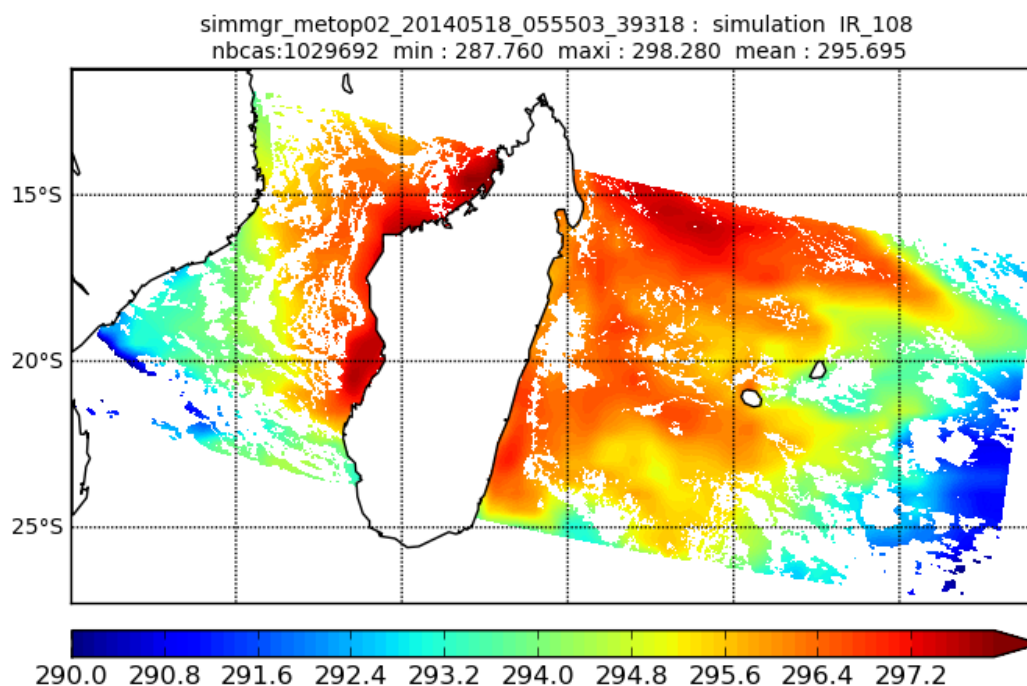 simmgr_metop02_20140518_055503_39318 :  simulation  IR_108
nbcas:1029692  min : 287.760  maxi : 298.280  mean : 295.695
15°S
20°S
25°S
290.0 290.8 291.6 292.4 293.2 294.0 294.8 295.6 296.4 297.2